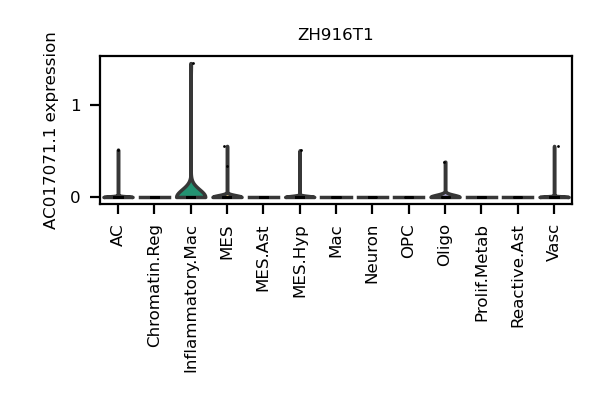 ZH916T1
AC017071.1 expression
1
0
AC
Chromatin.Reg
Inflammatory.Mac
MES
MES.Ast
MES.Hyp
Mac
Neuron
OPC
Oligo
Prolif.Metab
Reactive.Ast
Vasc